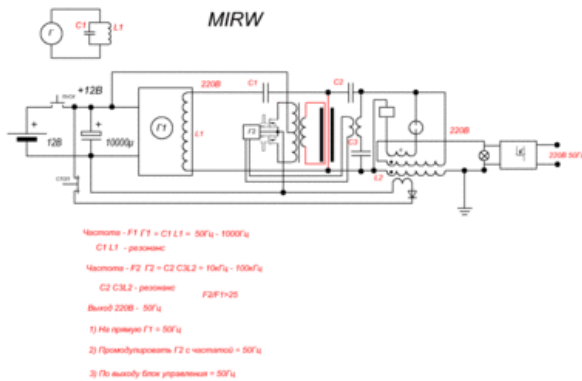 MIRW
Г
C1
L1
+12В
пуск
220В
C1
C2
+
+
12В
10000µ
Г1
L1
Г2
C3
220В
L2
220В 50Гц
стоп
Частота - F1 Г1 = C1 L1 = 50Гц - 1000Гц
C1 L1 - резонанс
Частота - F2 Г2 = C2 C3L2 = 10кГц - 100кГц
C2 C3L2 - резонанс
F2/F1>25
Выход 220В - 50Гц
1) На прямую Г1 = 50Гц
2) Промодулировать Г2 с частатой = 50Гц
3) По выходу блок управления = 50Гц